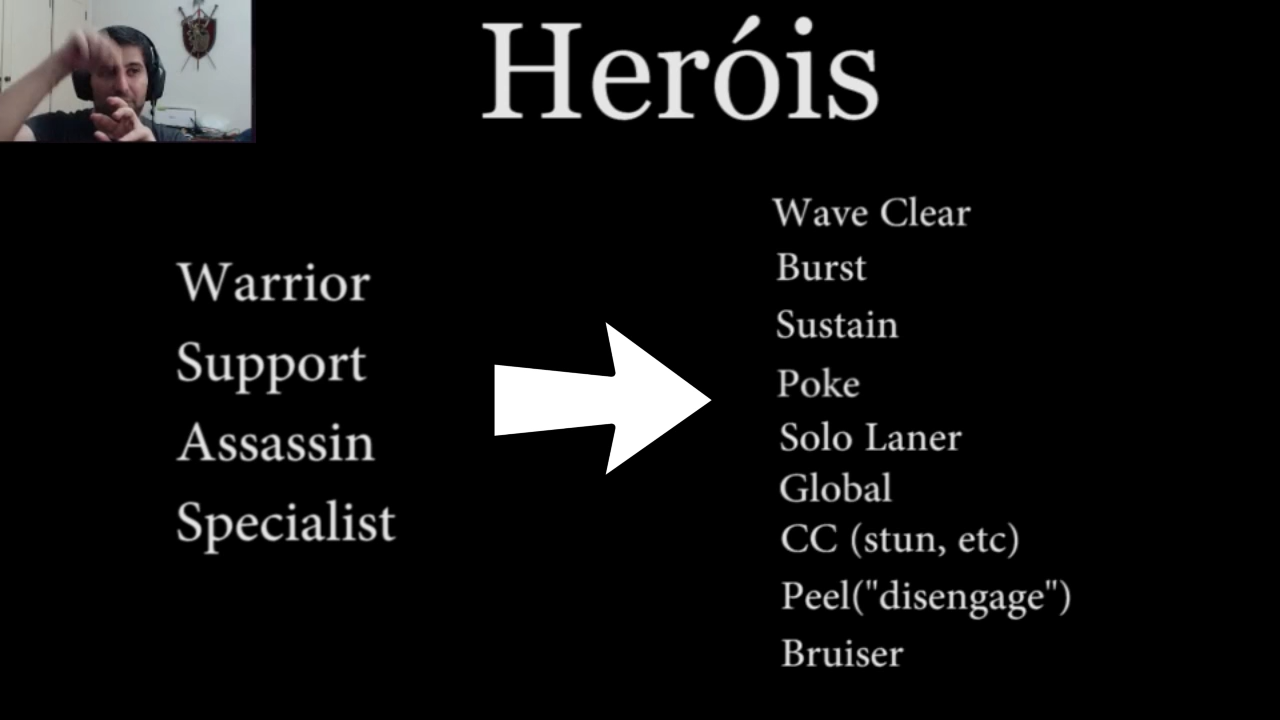 Heróis
Warrior
Support
Assassin
Specialist
Wave Clear
Burst
Sustain
Poke
Solo Laner
Global
CC (stun, etc)
Peel("disengage")
Bruiser